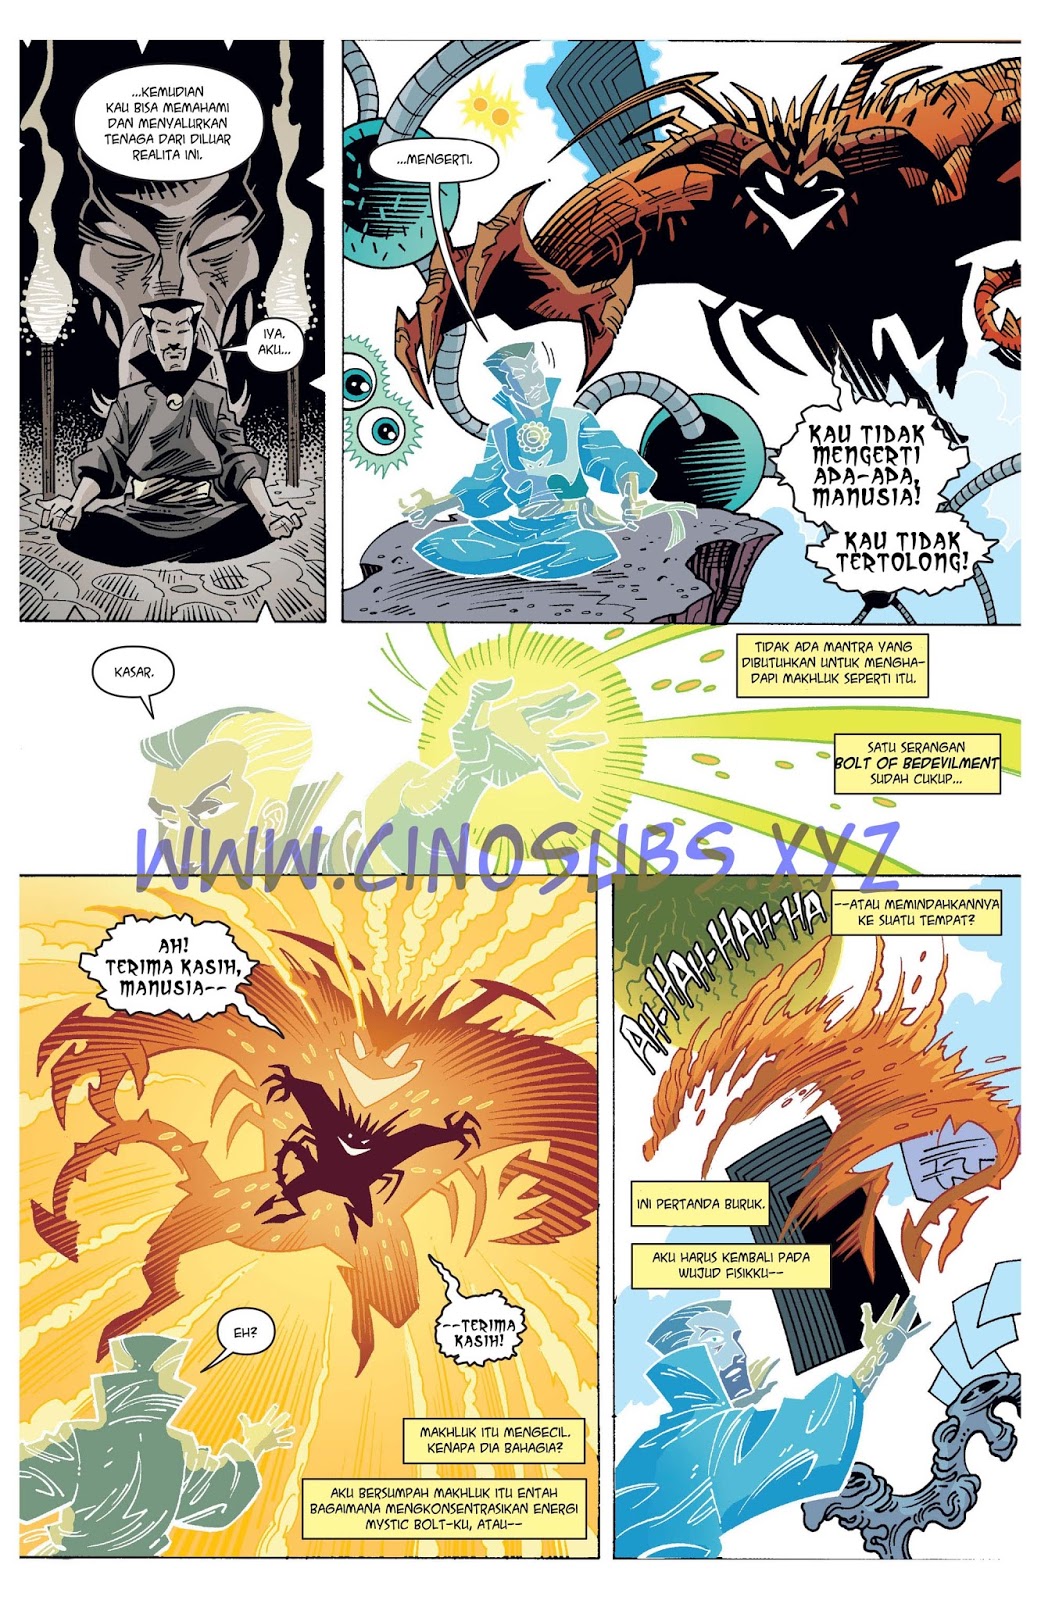 ...KEMUDIAN
KAU BISA MEMAHAMI
DAN MENYALURKAN
TENAGA DARI DILUAR
REALITA INI.
IYA,
AKU...
...MENGERTI.
KAU TIDAK
MENGERTI
ADA-ADA,
MANUSIA!
KAU TIDAK
TERTOLONG!
KASAR.
TIDAK ADA MANTRA YANG
DIBUTUHKAN UNTUK MENGHA-
DAPI MAKHLUK SEPERTI ITU.
SATU SERANGAN
BOLT OF BEDEVILMENT
SUDAH CUKUP...
WWW.CINOSUBS.XYZ
AH!
TERIMA KASIH,
MANUSIA--
--TERIMA
KASIH!
EH?
MAKHLUK ITU MENGECIL.
KENAPA DIA BAHAGIA?
AKU BERSUMPAH MAKHLUK ITU ENTAH
BAGAIMANA MENGKONSENTRASIKAN ENERGI
MYSTIC BOLT-KU, ATAU--
--ATAU MEMINDAHKANNYA
KE SUATU TEMPAT?
AH-HAH-HAH-HA
INI PERTANDA BURUK.
AKU HARUS KEMBALI PADA
WUJUD FISIKKU--